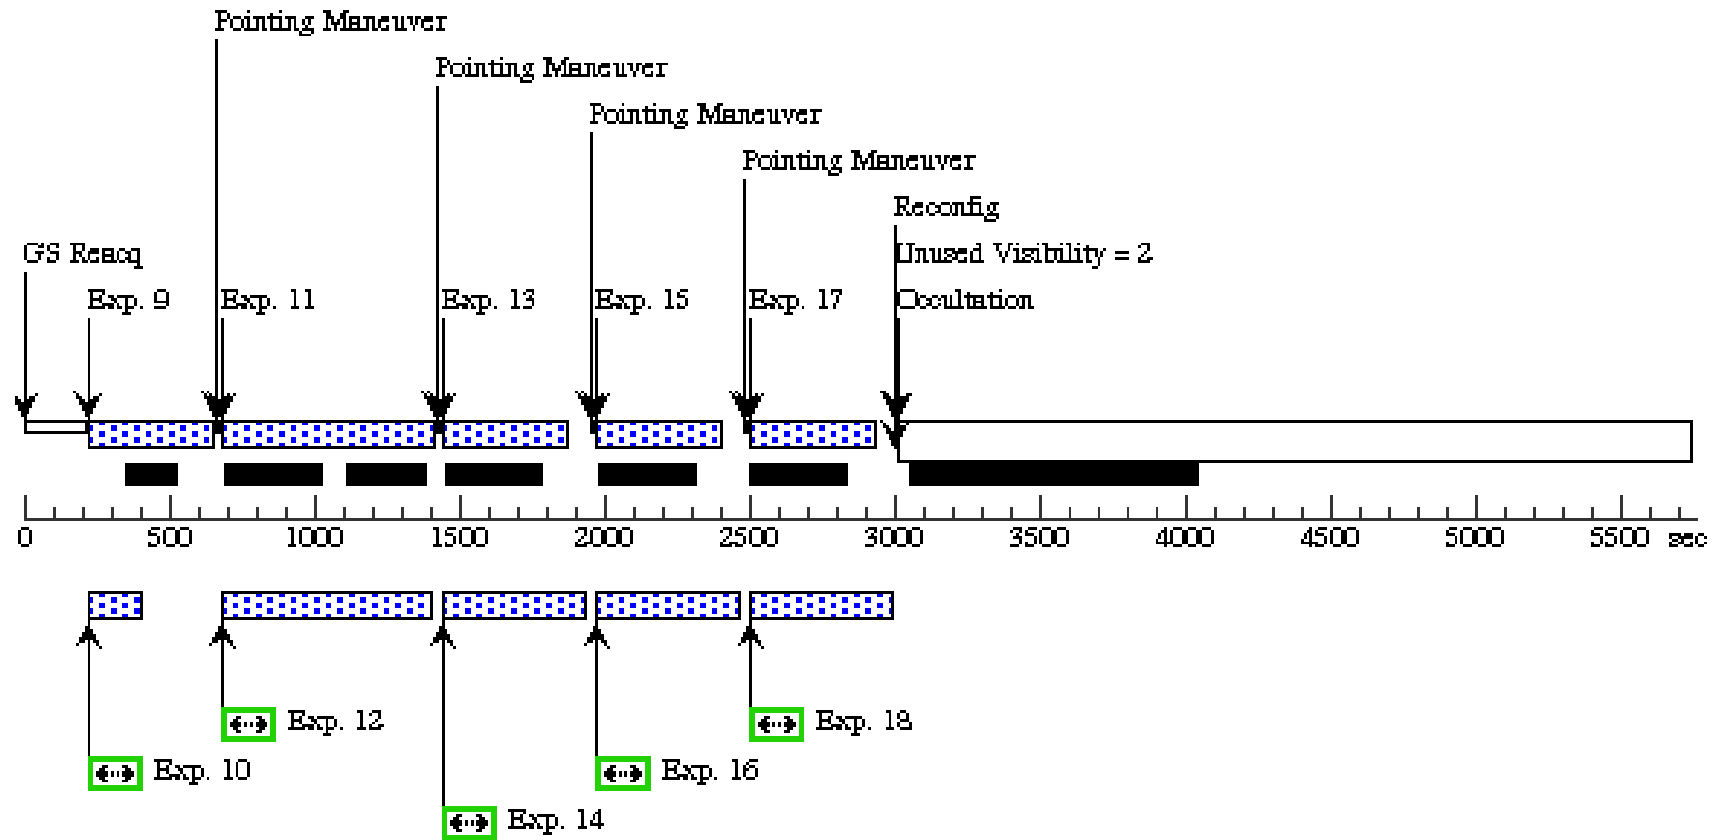 Pointing Maneuver
Pointing Maneuver
Pointing Maneuver
Pointing Maneuver
Reconfig
GS Reacq
Unused Visibility = 2
Exp. 9
Exp. 11
Exp. 13
Exp. 15
Exp. 17
Occultation
0 500 1000 1500 2000 2500 3000 3500 4000 4500 5000 5500 sec
Exp. 12
Exp. 18
Exp. 10
Exp. 16
Exp. 14